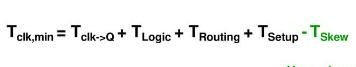 Tclk,min = Tclk->Q + TLogic + TRouting + TSetup - TSkew